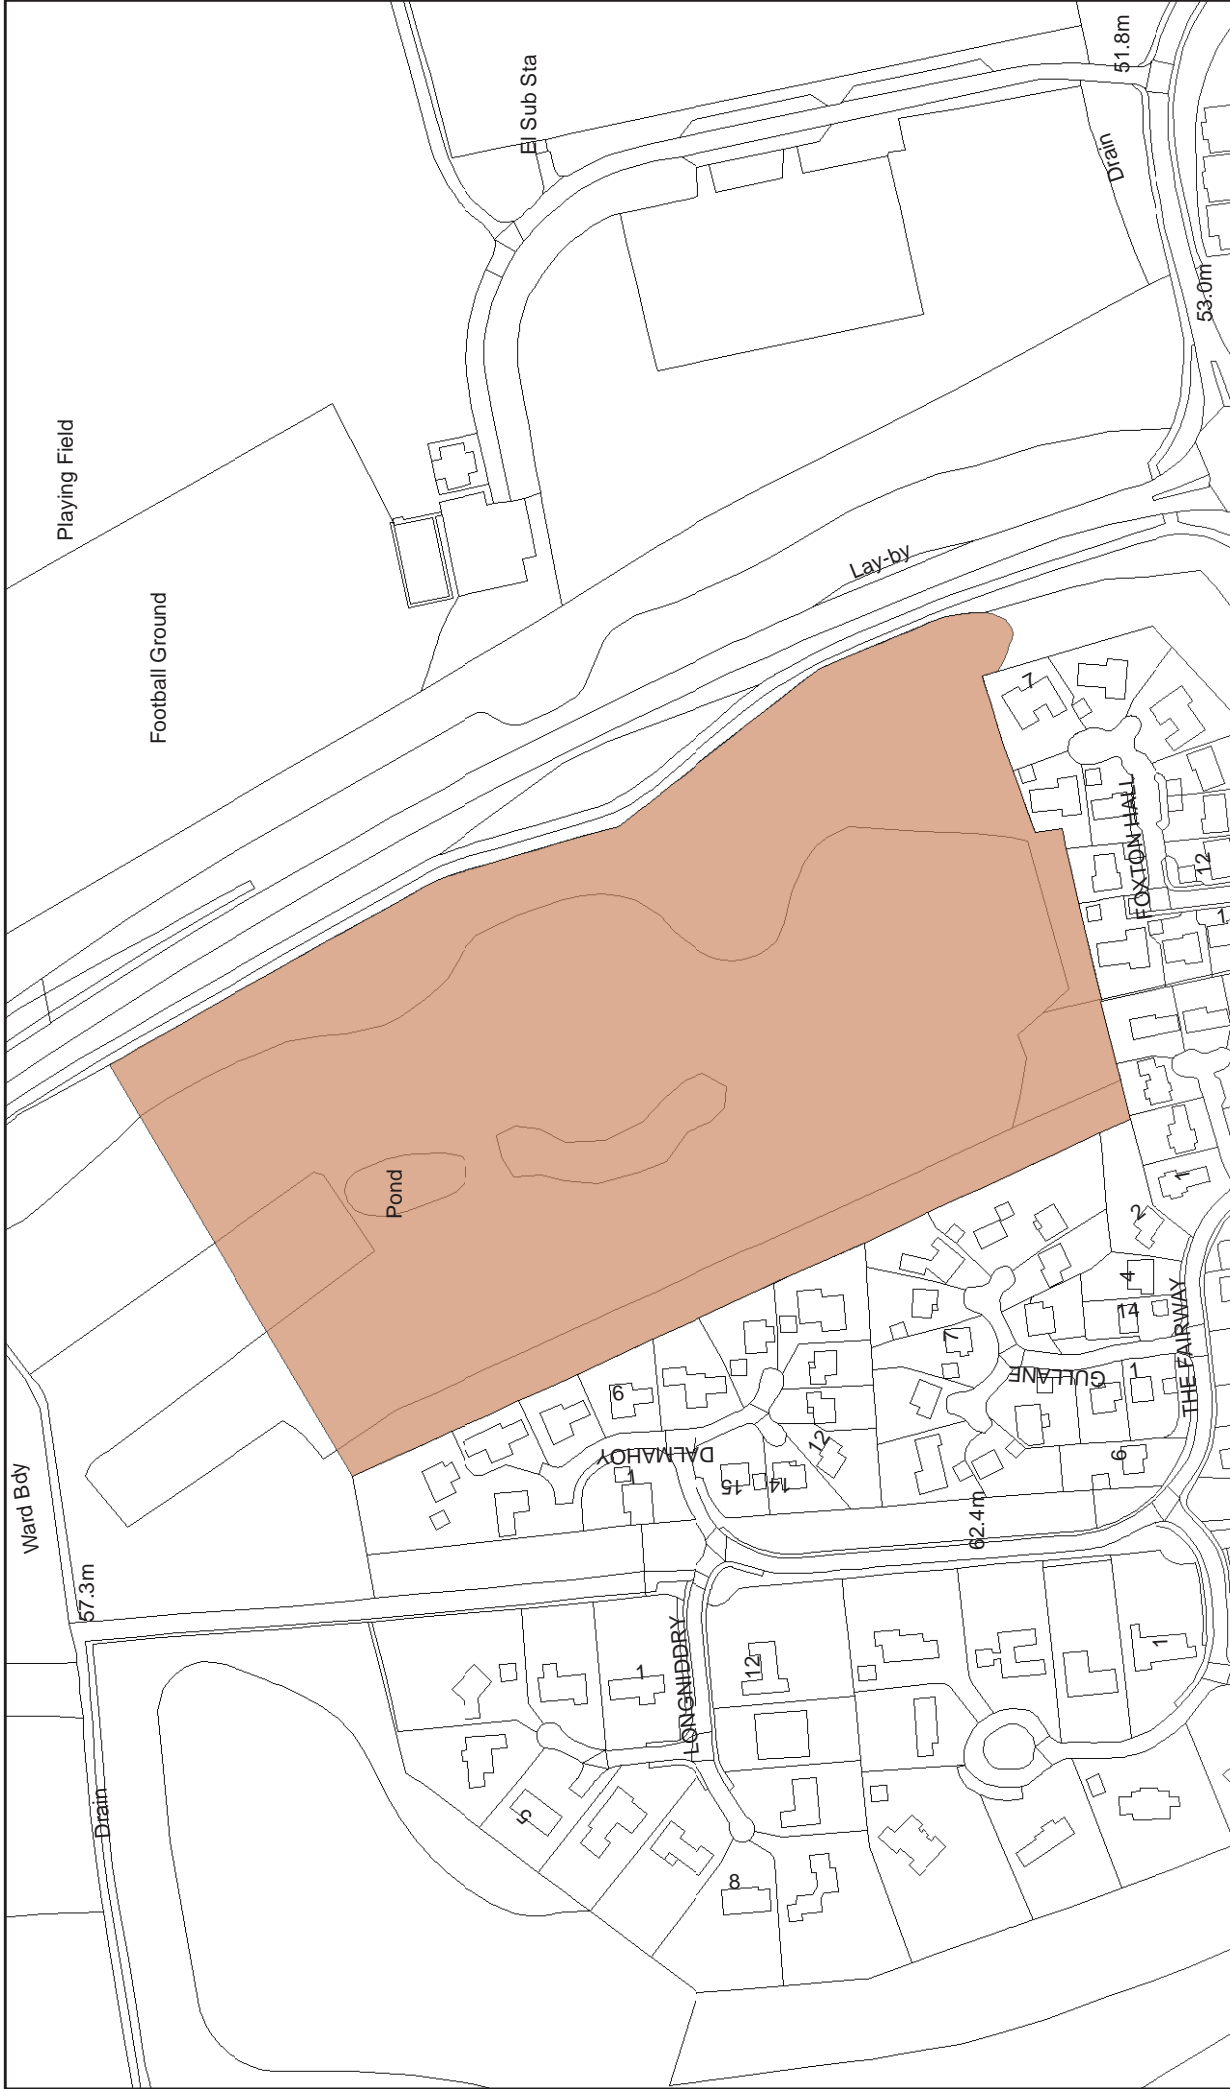 51.8m
El Sub Sta
Drain
53.0m
Playing Field
Football Ground
Lay-by
7
FOXTON HALL
12
1
Pond
1
2
4
14
THE FAIRWAY
7
GULLANE
1
6
6
DALMAHOY
1
15
14
12
62.4m
Ward Bdy
57.3m
LONGNIDDRY
1
12
1
5
8
Drain